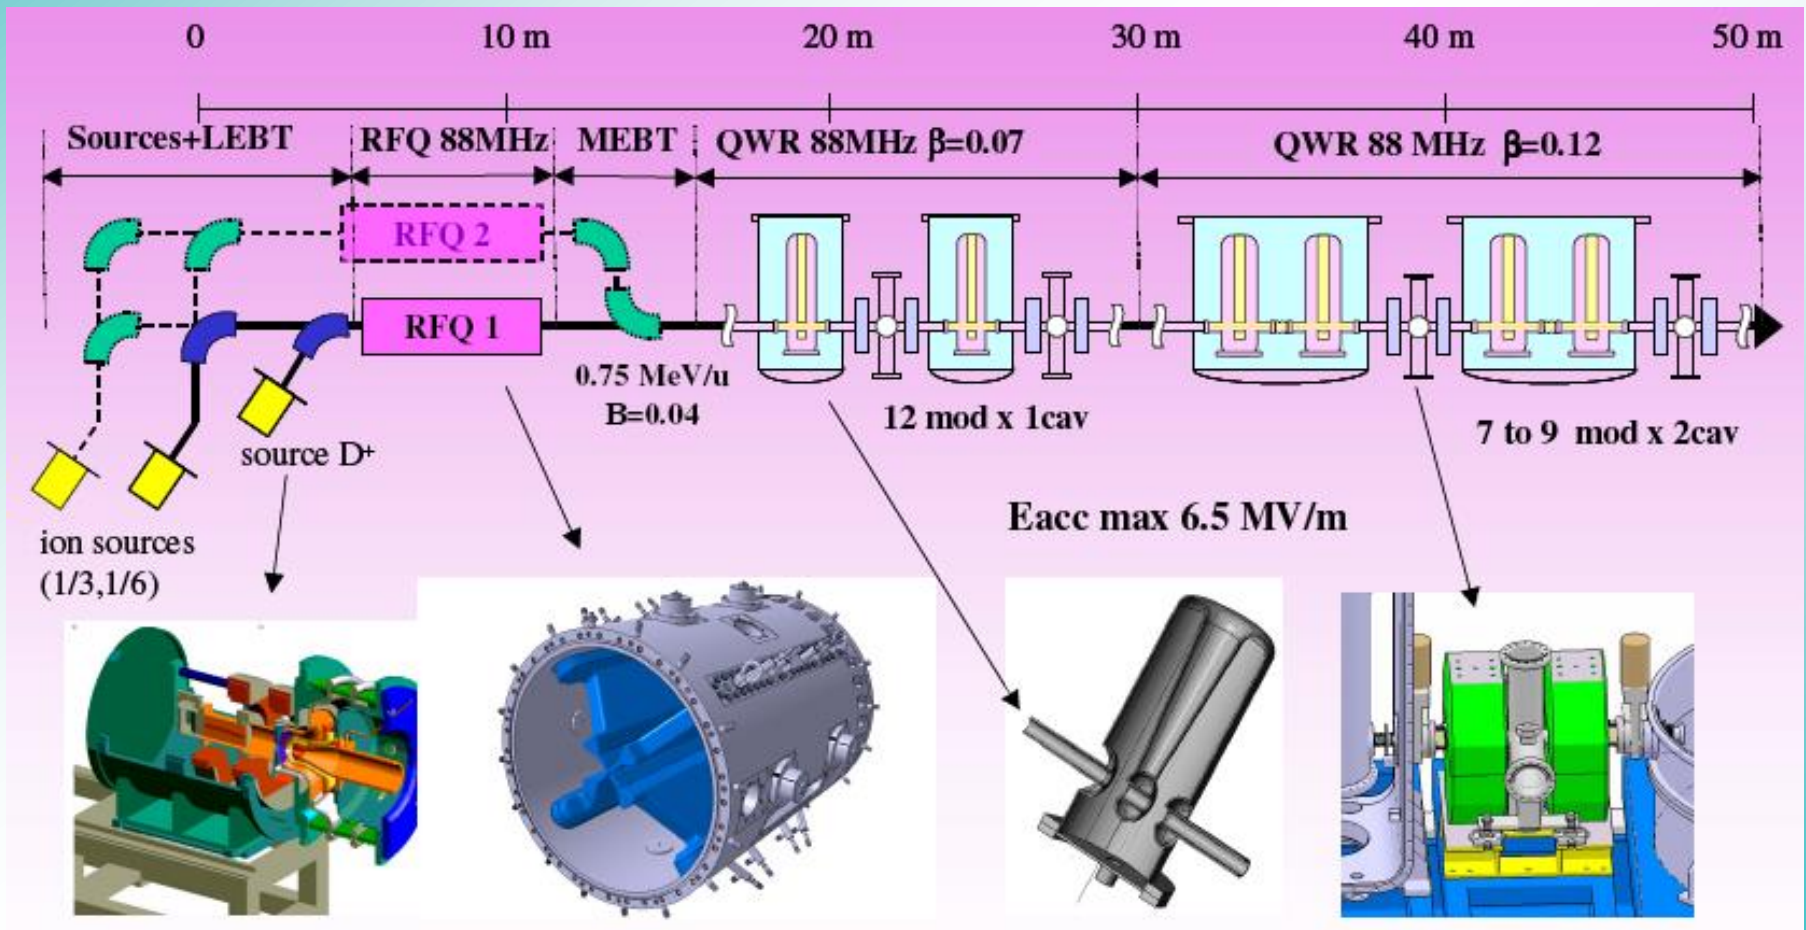 0 10 m 20 m 30 m 40 m 50 m
Sources+LEBT RFQ 88MHz MEBT QWR 88MHz β=0.07 QWR 88 MHz β=0.12
RFQ 2
RFQ 1
0.75 MeV/u
B=0.04
12 mod x 1cav
7 to 9 mod x 2cav
source D+
Eacc max 6.5 MV/m
ion sources
(1/3,1/6)